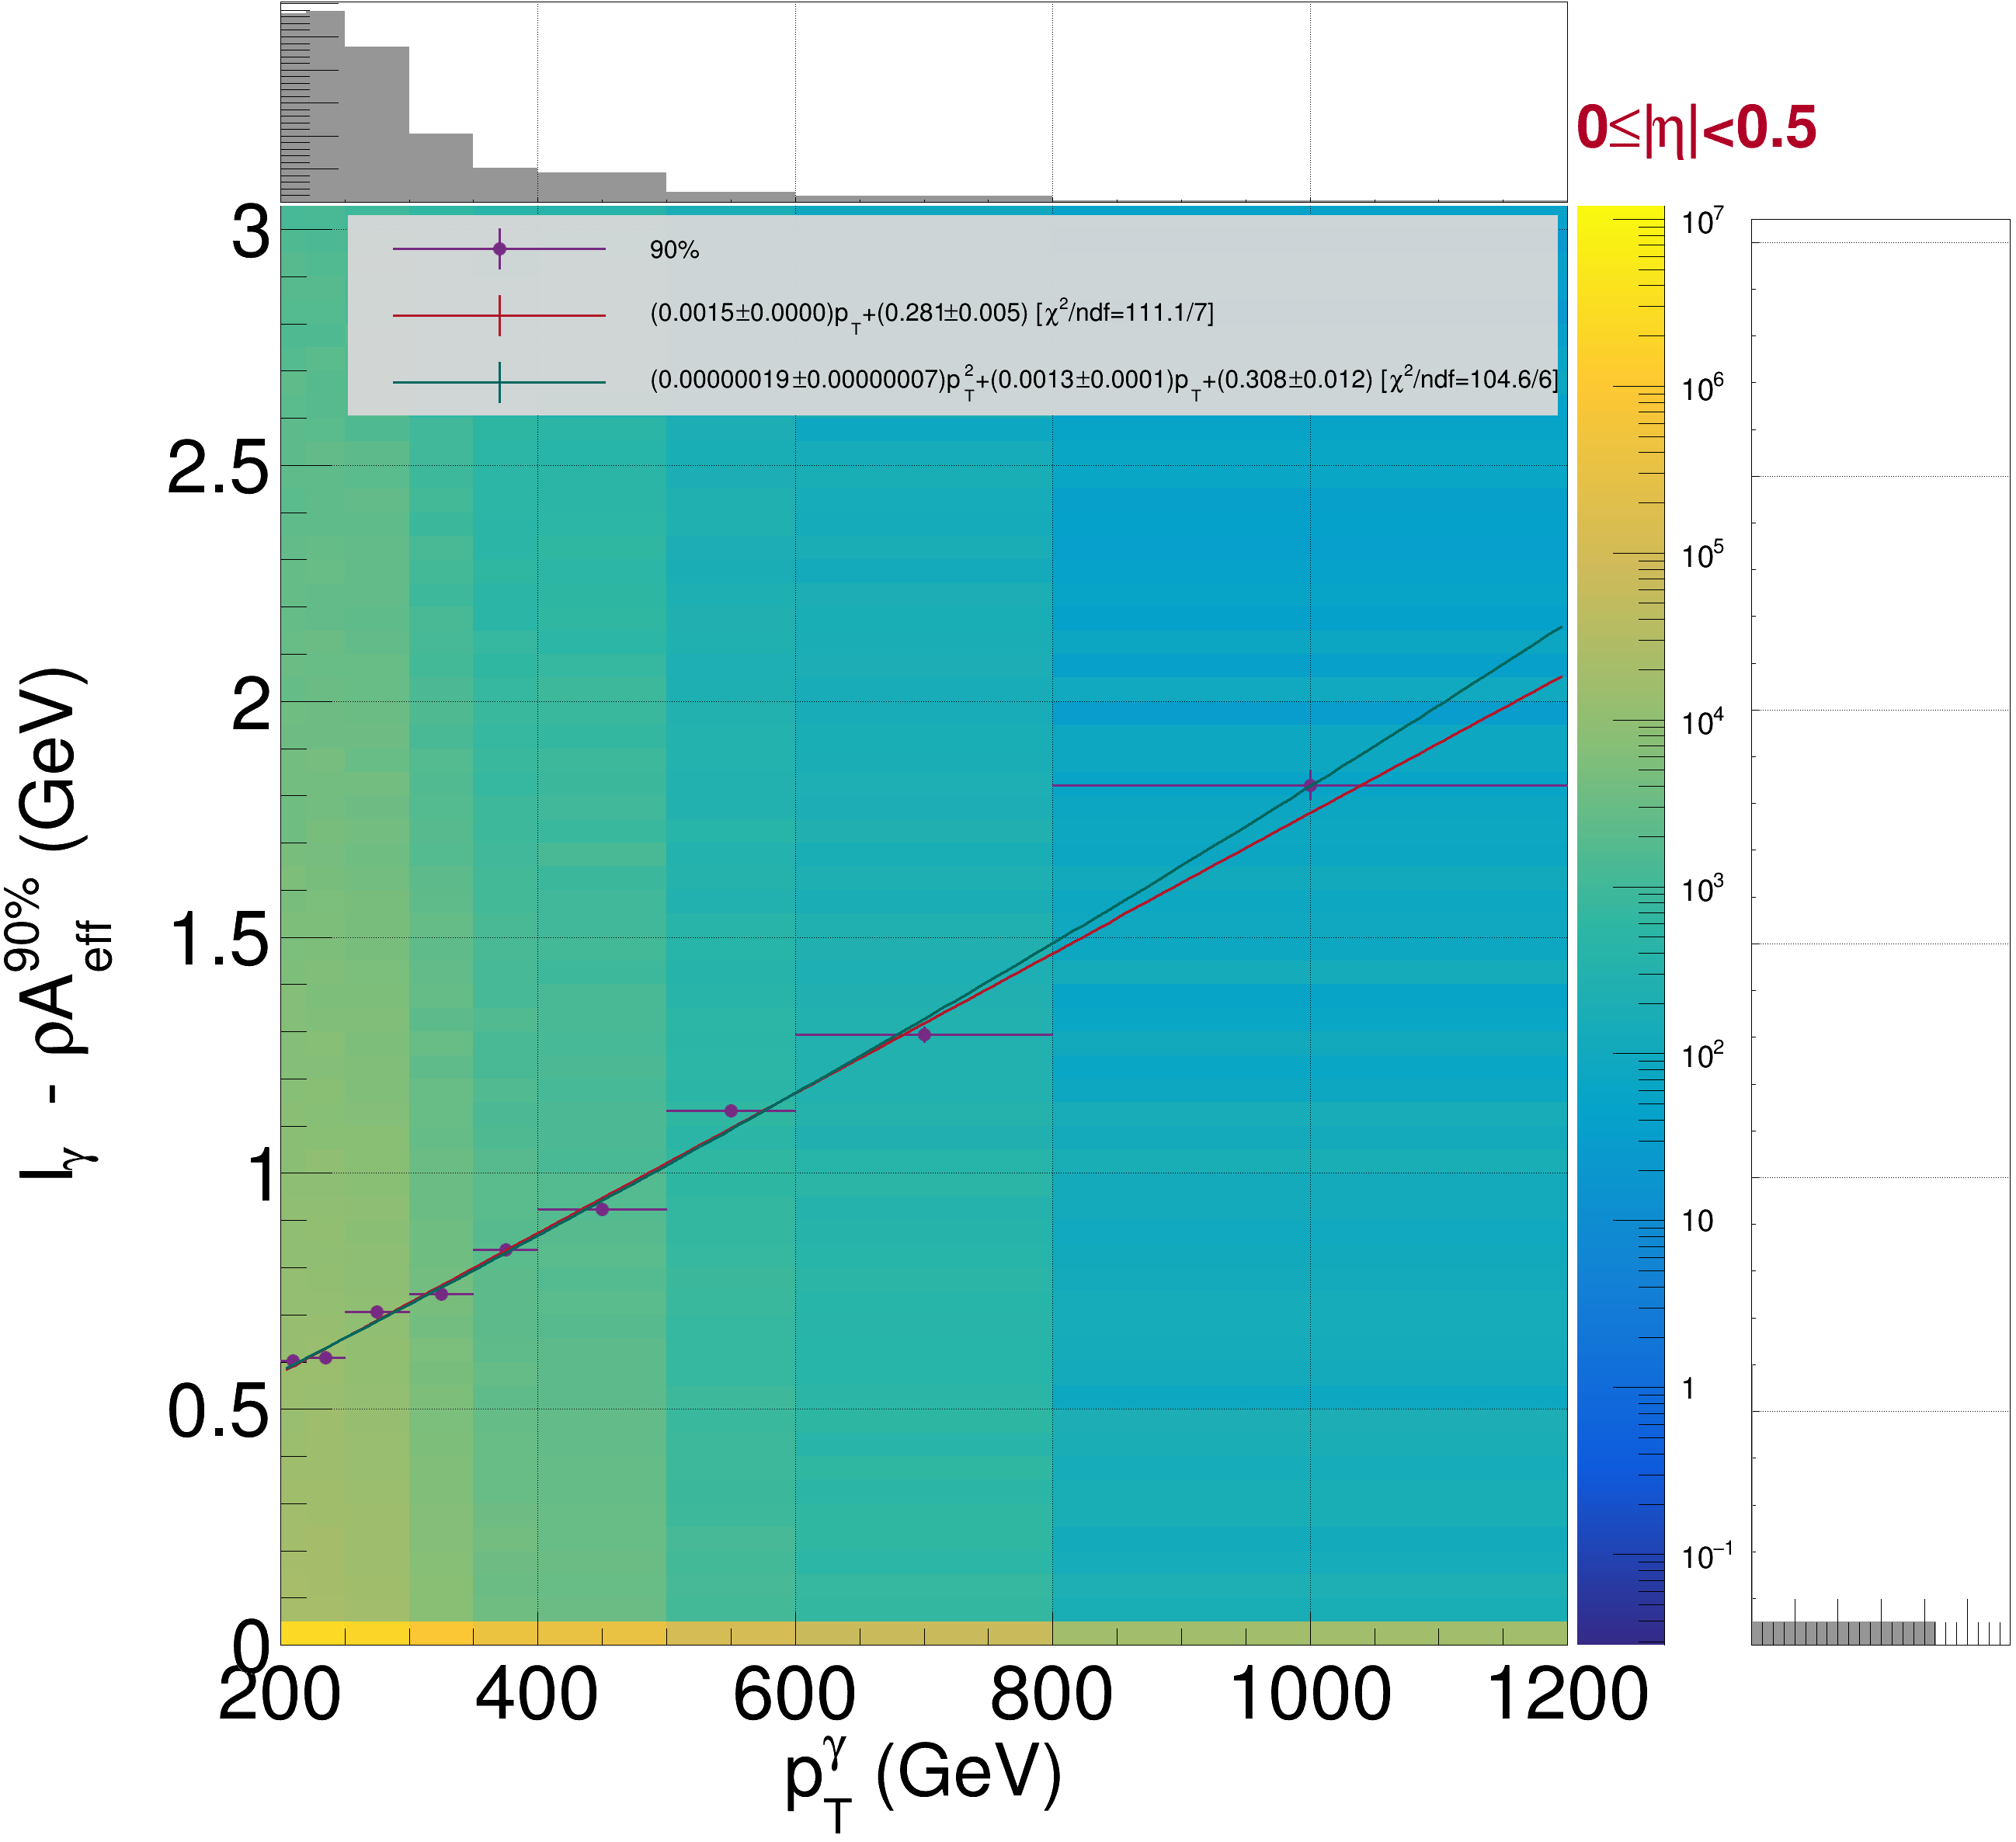 0≤|η|<0.5
90%
(0.0015±0.0000)p_T+(0.281±0.005) [χ²/ndf=111.1/7]
(0.00000019±0.00000007)p_T²+(0.0013±0.0001)p_T+(0.308±0.012) [χ²/ndf=104.6/6]
3
2.5
2
1.5
1
0.5
0
I_γ - ρA_eff^90% (GeV)
200 400 600 800 1000 1200
p_T^γ (GeV)
10⁷
10⁶
10⁵
10⁴
10³
10²
10
1
10⁻¹